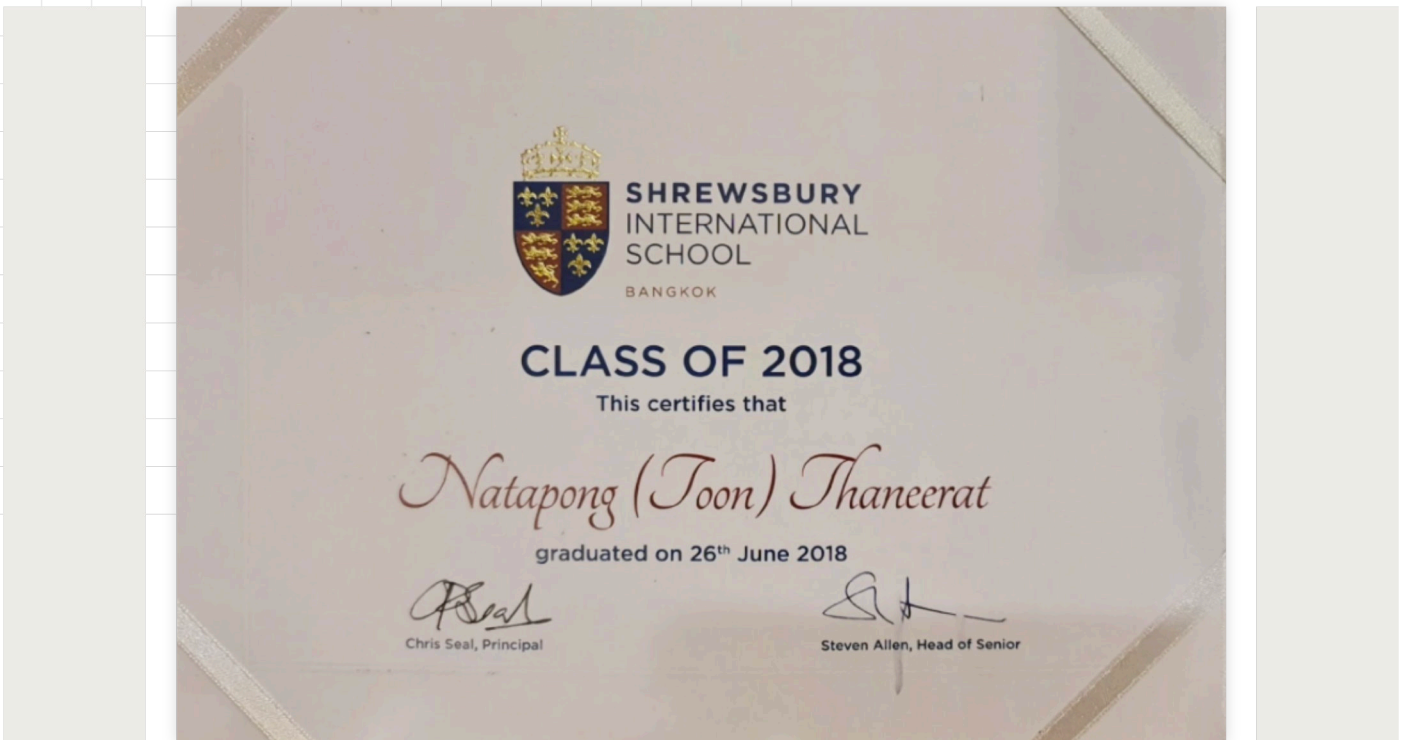 SHREWSBURY
INTERNATIONAL
SCHOOL
BANGKOK
CLASS OF 2018
This certifies that
Natapong (Toon) Thaneerat
graduated on 26th June 2018
Chris Seal, Principal
Steven Allen, Head of Senior